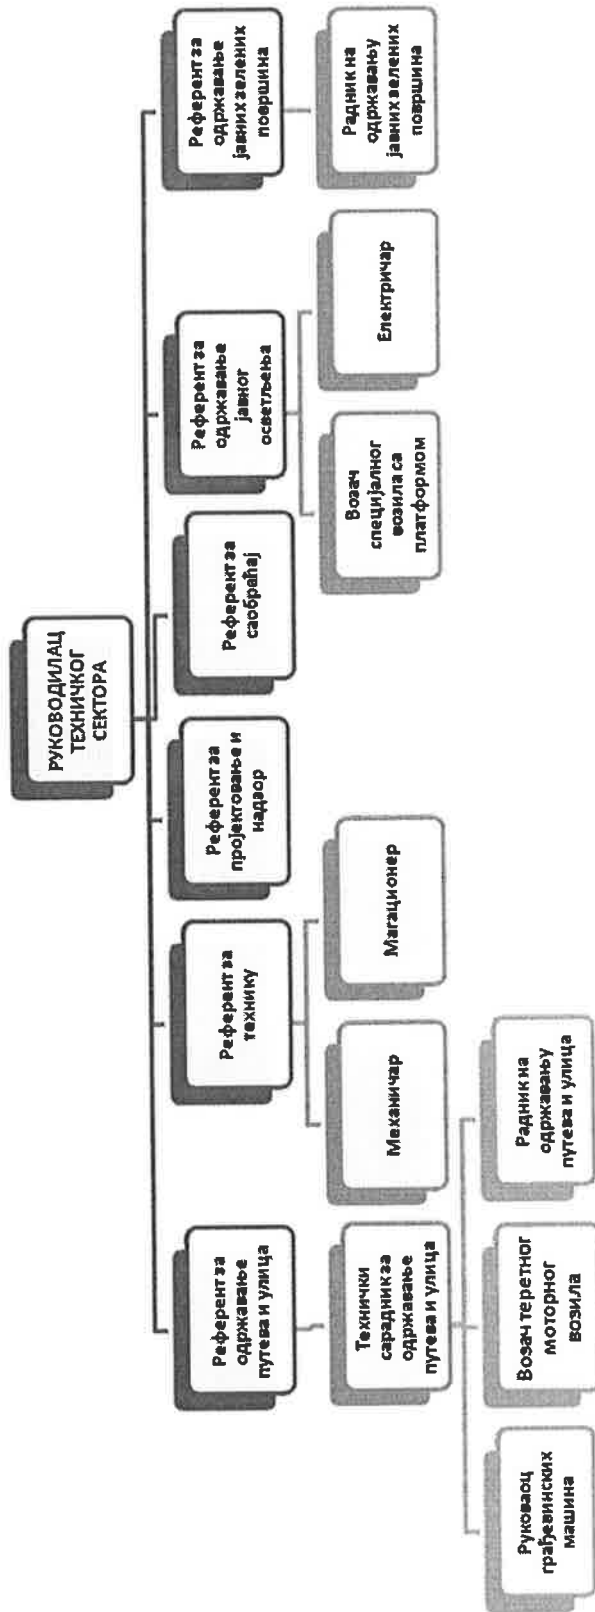 РУКОВОДИЛАЦ
ТЕХНИЧКОГ
СЕКТОРА
Референт за
одржавање
путева и улица
Референт за
технику
Референт за
пројектовање и
надзор
Референт за
саобраћај
Референт за
одржавање
јавног
осветљења
Референт за
одржавање
јавних зелених
површина
Технички
сарадник за
одржавање
путева и улица
Механичар
Магационер
Возач
специјалног
возила са
платформом
Електричар
Радник на
одржавању
јавних зелених
површина
Руковаоц
грађевинских
машина
Возач теретног
моторног
возила
Радник на
одржавању
путева и улица